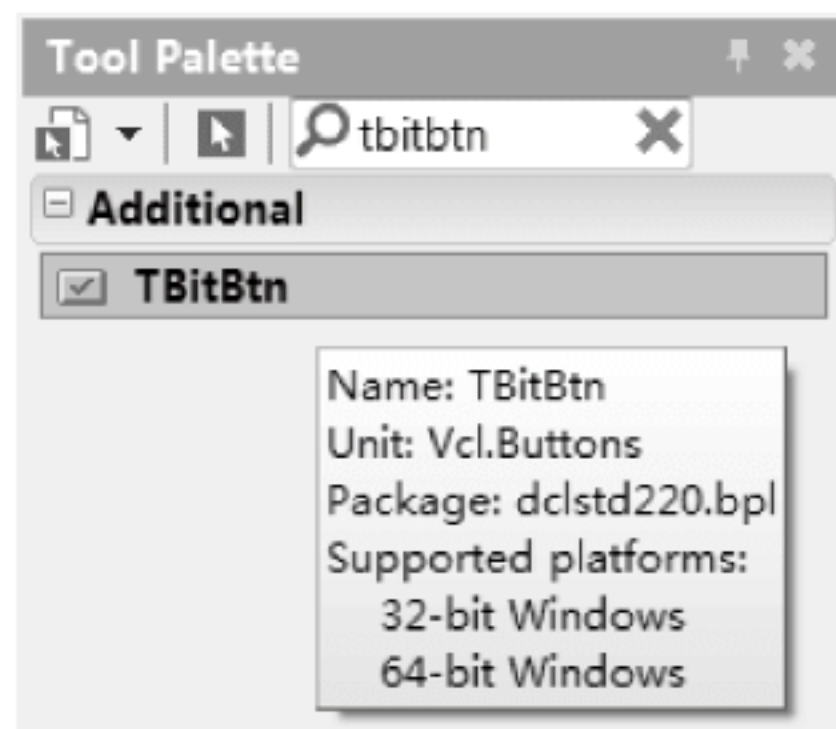 Tool Palette
tbitbtn
Additional
TBitBtn
Name: TBitBtn
Unit: Vcl.Buttons
Package: dclstd220.bpl
Supported platforms:
32-bit Windows
64-bit Windows